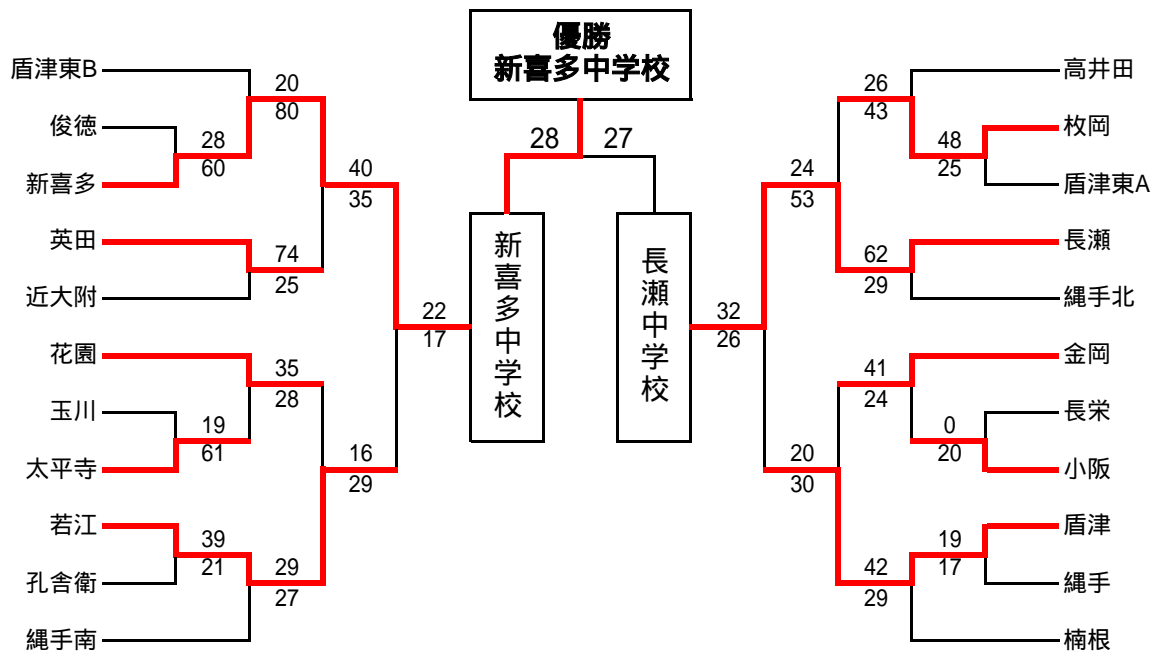 優勝
新喜多中学校
盾津東B
俊徳
新喜多
英田
近大附
花園
玉川
太平寺
若江
孔舎衛
縄手南
28
60
39
21
19
61
20
80
74
25
35
28
29
27
40
35
16
29
22
17
28
27
新喜多中学校
長瀬中学校
32
26
24
53
20
30
26
43
62
29
41
24
42
29
48
25
0
20
19
17
高井田
枚岡
盾津東A
長瀬
縄手北
金岡
長栄
小阪
盾津
縄手
楠根